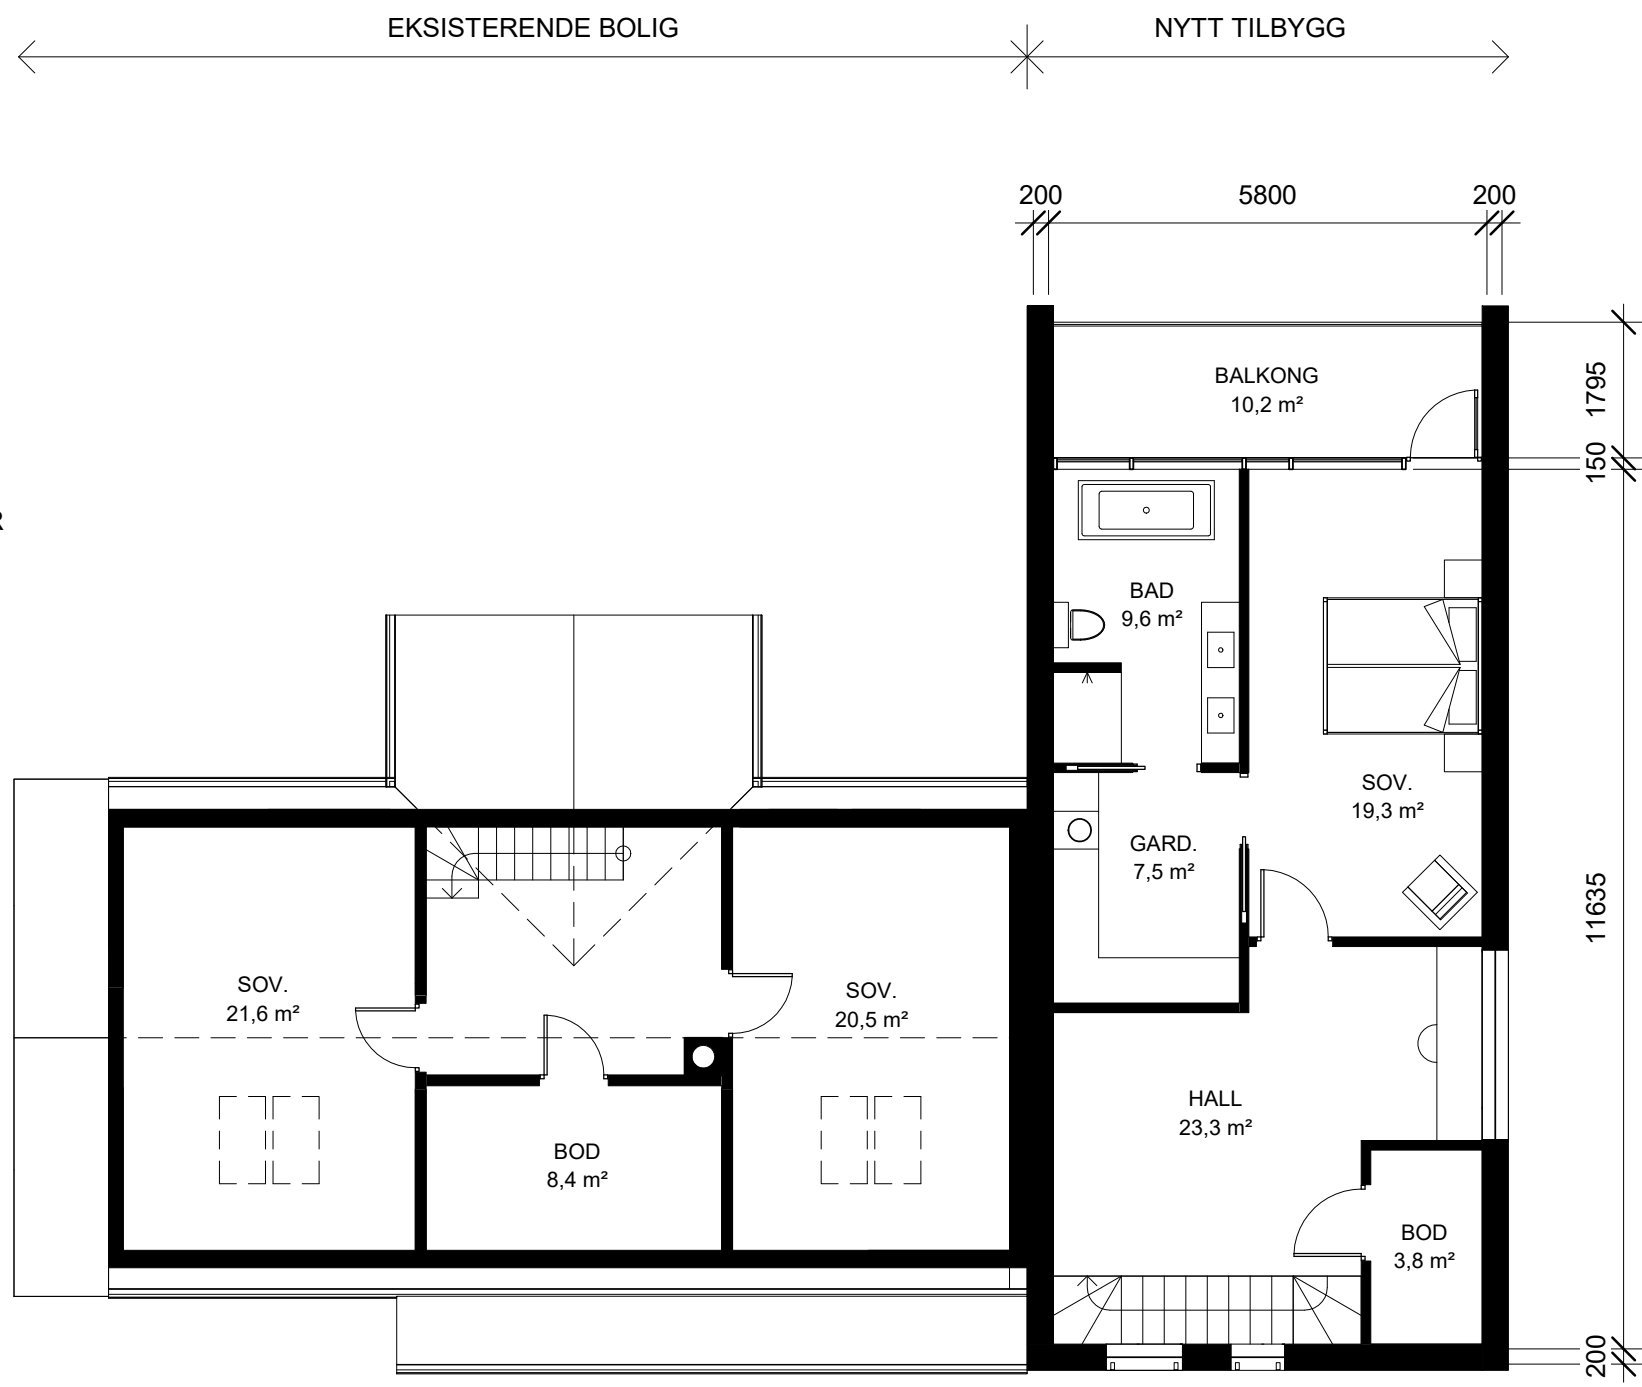 EKSISTERENDE BOLIG
NYTT TILBYGG
200
5800
200
BALKONG
10,2 m²
1795
150
R
BAD
9,6 m²
SOV.
19,3 m²
GARD.
7,5 m²
11635
SOV.
21,6 m²
SOV.
20,5 m²
HALL
23,3 m²
BOD
8,4 m²
BOD
3,8 m²
200